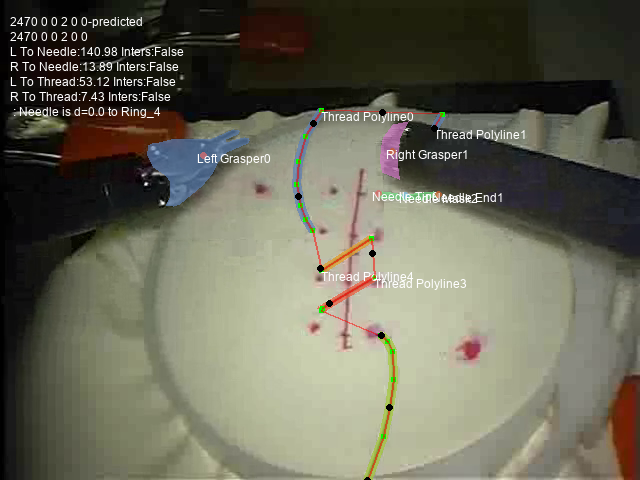 2470 0 0 2 0 0-predicted
2470 0 0 2 0 0
L To Needle:140.98 Inters:False
R To Needle:13.89 Inters:False
L To Thread:53.12 Inters:False
R To Thread:7.43 Inters:False
: Needle is d=0.0 to Ring_4
Thread Polyline0
Thread Polyline1
Left Grasper0
Right Grasper1
Thread Polyline4
Thread Polyline3